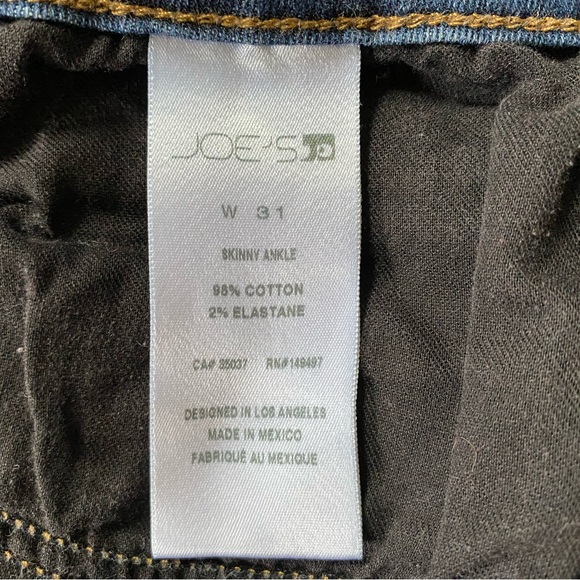 JOE'S
W 31
SKINNY ANKLE
98% COTTON
2% ELASTANE
CA# 35037 RN#149497
DESIGNED IN LOS ANGELES
MADE IN MEXICO
FABRIQUÉ AU MEXIQUE